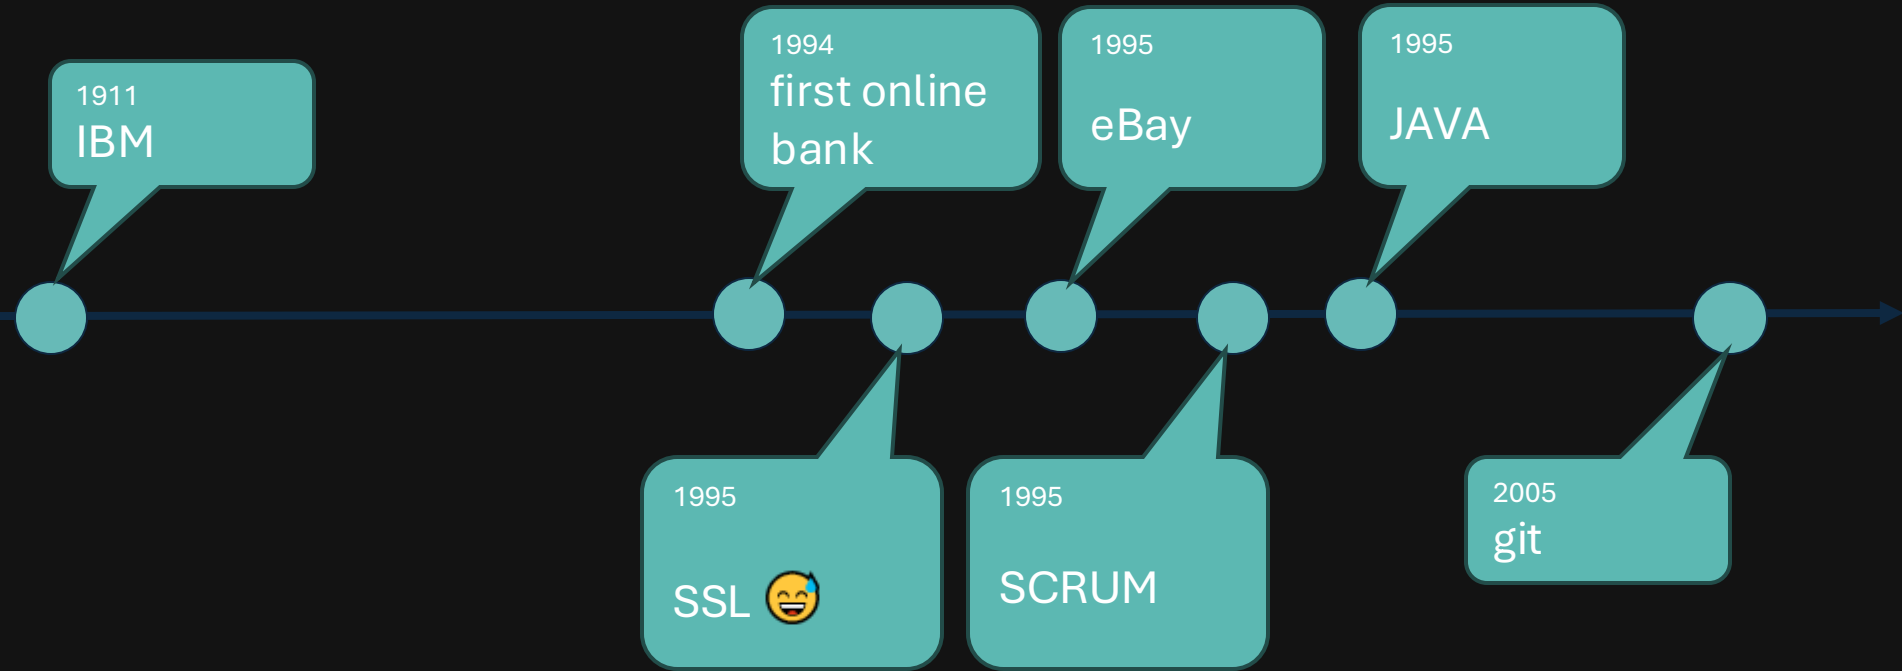 1911
IBM
1994
first online
bank
1995
eBay
1995
JAVA
1995
SSL 😅
1995
SCRUM
2005
git